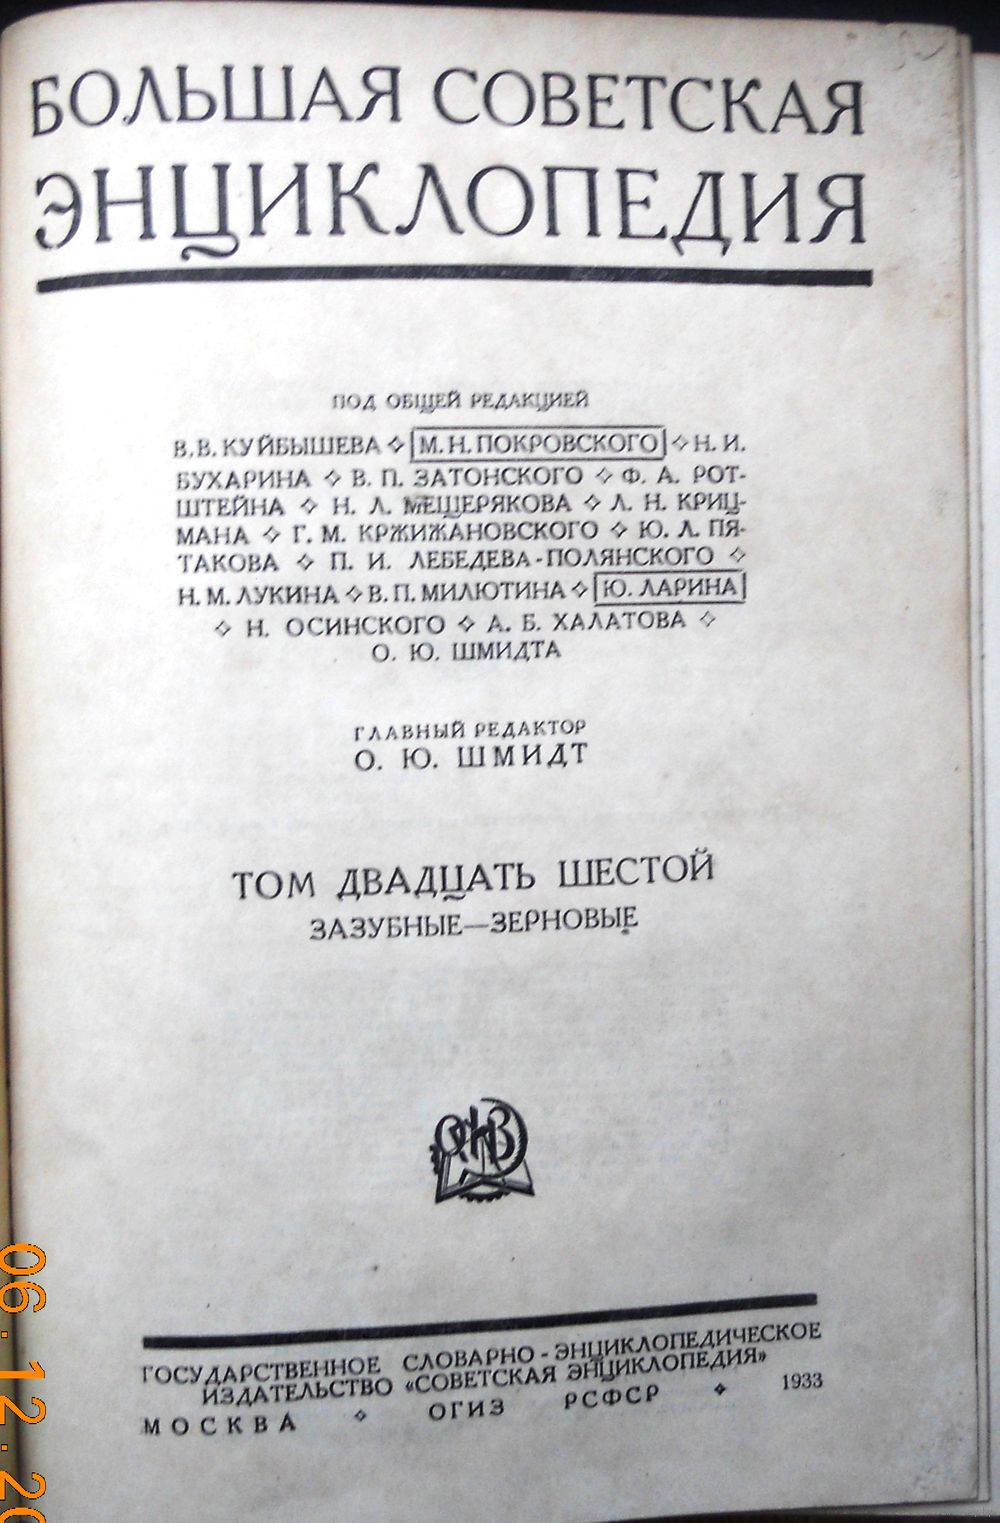 БОЛЬШАЯ СОВЕТСКАЯ
ЭНЦИКЛОПЕДИЯ
ПОД ОБЩЕЙ РЕДАКЦИЕЙ
В. В. КУЙБЫШЕВА ◇ М. Н. ПОКРОВСКОГО ◇ Н. И.
БУХАРИНА ◇ В. П. ЗАТОНСКОГО ◇ Ф. А. РОТ-
ШТЕЙНА ◇ Н. Л. МЕЩЕРЯКОВА ◇ Л. Н. КРИЦ-
МАНА ◇ Г. М. КРЖИЖАНОВСКОГО ◇ Ю. Л. ПЯ-
ТАКОВА ◇ П. И. ЛЕБЕДЕВА-ПОЛЯНСКОГО ◇
Н. М. ЛУКИНА ◇ В. П. МИЛЮТИНА ◇ Ю. ЛАРИНА
◇ Н. ОСИНСКОГО ◇ А. Б. ХАЛАТОВА ◇
О. Ю. ШМИДТА
ГЛАВНЫЙ РЕДАКТОР
О. Ю. ШМИДТ
ТОМ ДВАДЦАТЬ ШЕСТОЙ
ЗАЗУБНЫЕ—ЗЕРНОВЫЕ
ГОСУДАРСТВЕННОЕ СЛОВАРНО-ЭНЦИКЛОПЕДИЧЕСКОЕ
ИЗДАТЕЛЬСТВО «СОВЕТСКАЯ ЭНЦИКЛОПЕДИЯ»
МОСКВА ◇ ОГИЗ РСФСР ◆ 1933
06.12.20